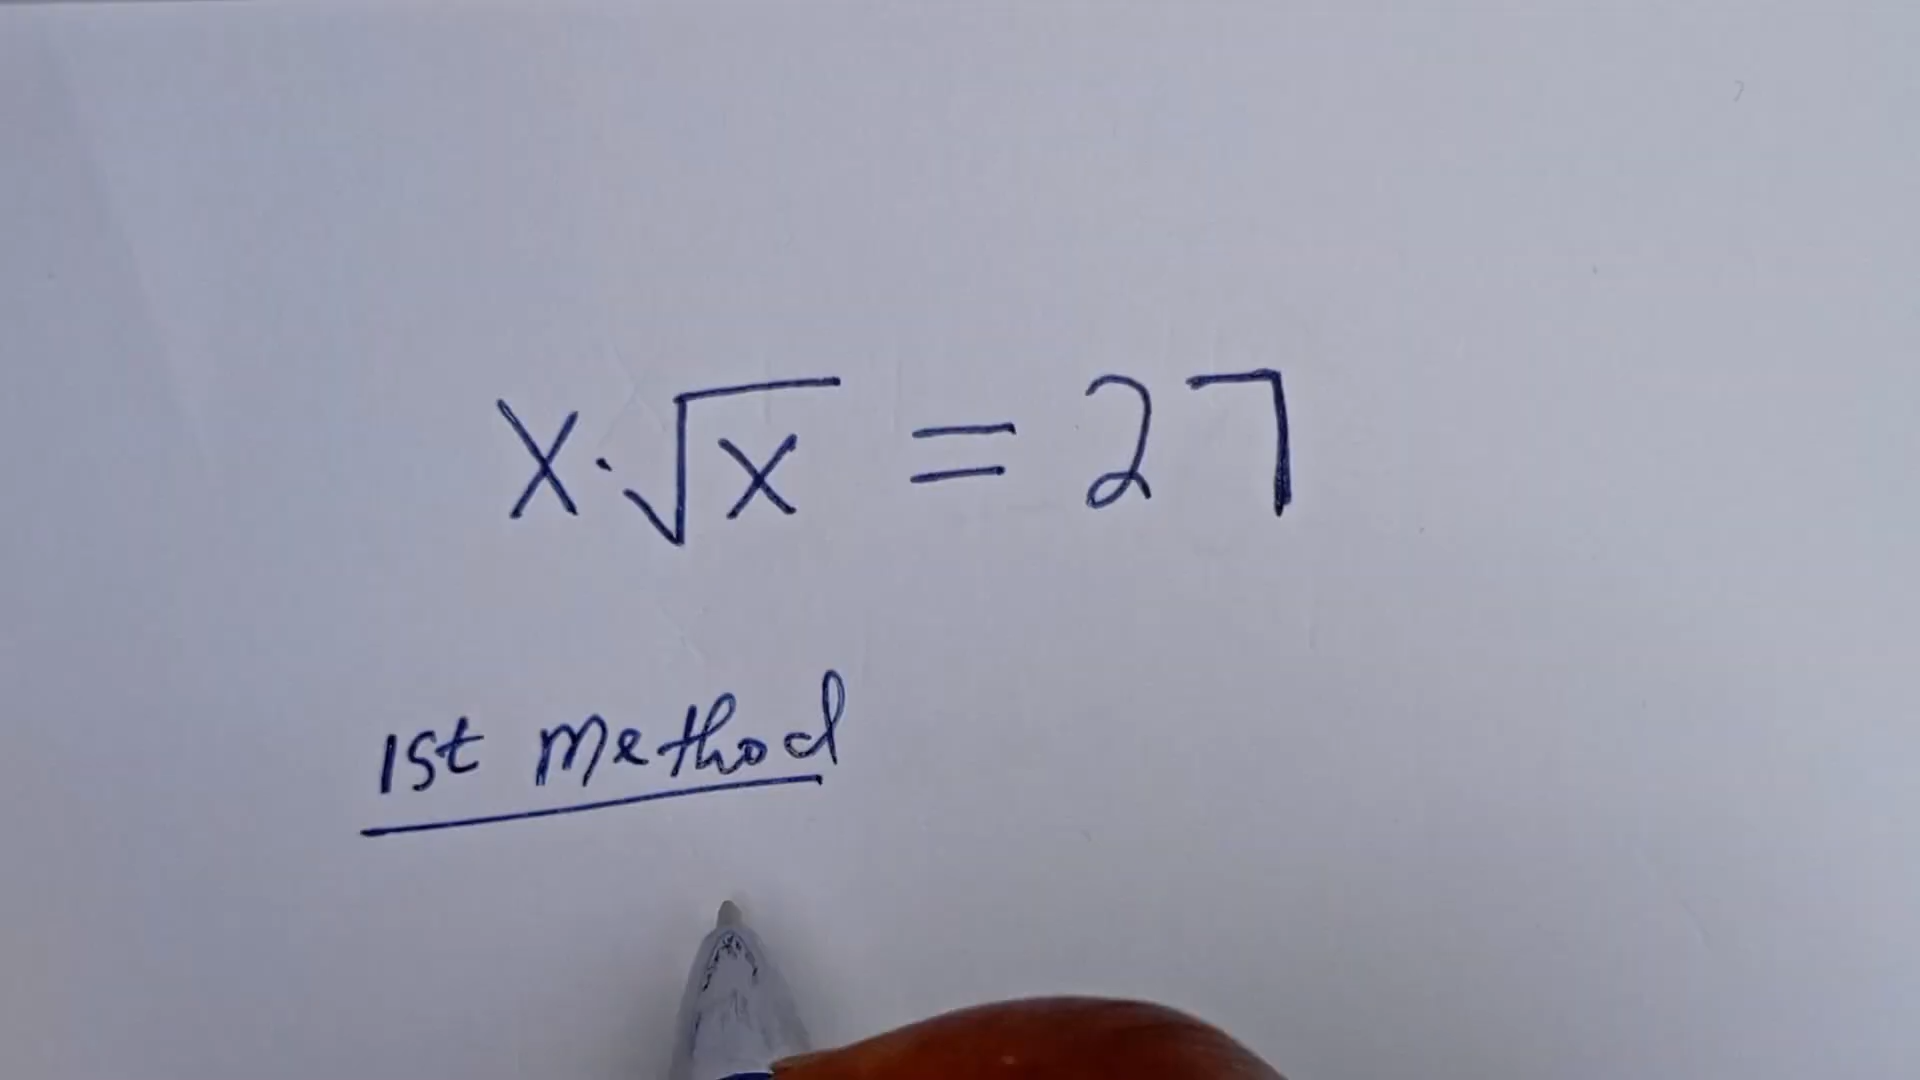 x·√x = 27
1st method